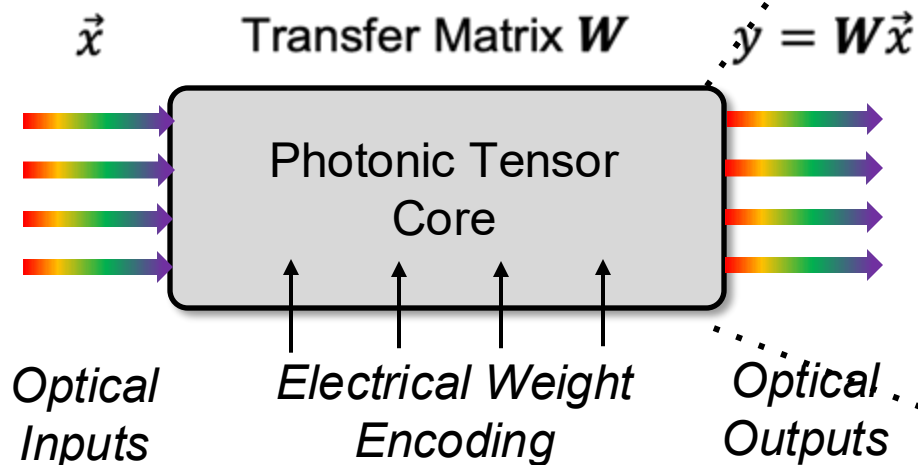 x⃗ Transfer Matrix W y = Wx⃗
Photonic Tensor
Core
Optical
Inputs
Electrical Weight
Encoding
Optical
Outputs